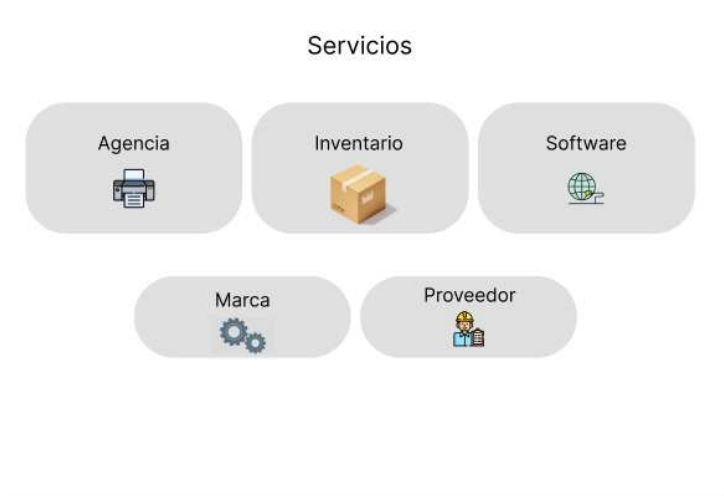 Servicios
Agencia
Inventario
Software
Marca
Proveedor